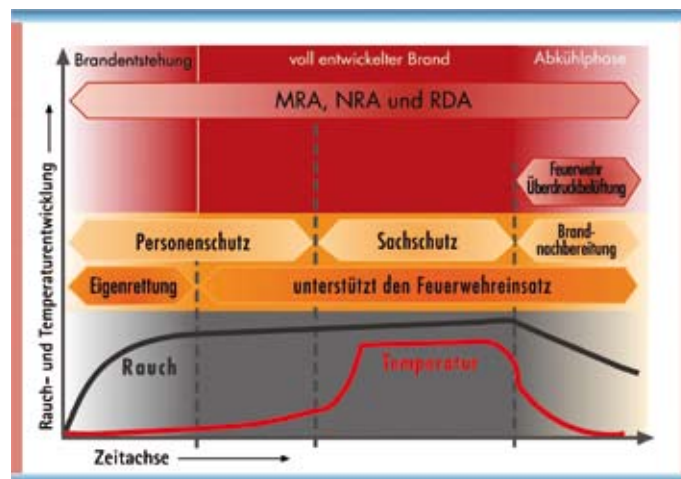 Brandentstehung
voll entwickelter Brand
Abkühlphase
MRA, NRA und RDA
Feuerwehr
Überdruckbelüftung
Personenschutz
Sachschutz
Brand-
nachbereitung
Eigenrettung
unterstützt den Feuerwehreinsatz
Rauch
Temperatur
Rauch- und Temperaturentwicklung
Zeitachse